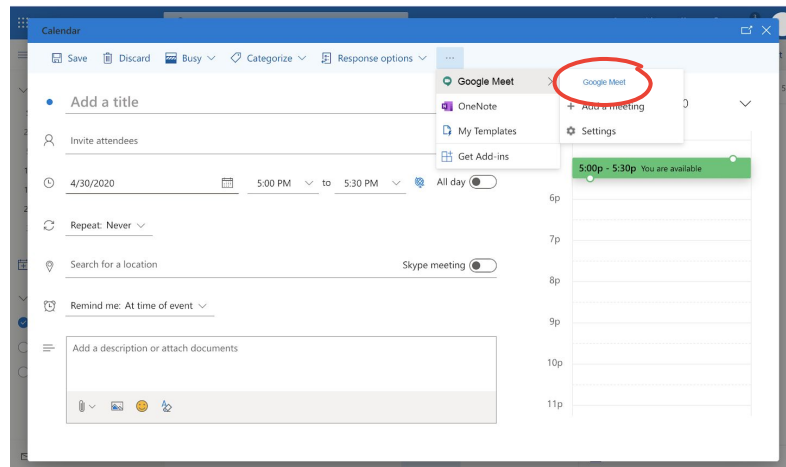 Calendar
Save Discard Busy Categorize Response options ...
Google Meet Google Meet
Add a title
OneNote + Add a meeting
Invite attendees
My Templates Settings
Get Add-ins
4/30/2020 5:00 PM to 5:30 PM All day
5:00p - 5:30p You are available
6p
Repeat: Never
7p
Search for a location Skype meeting
8p
Remind me: At time of event
9p
Add a description or attach documents
10p
11p